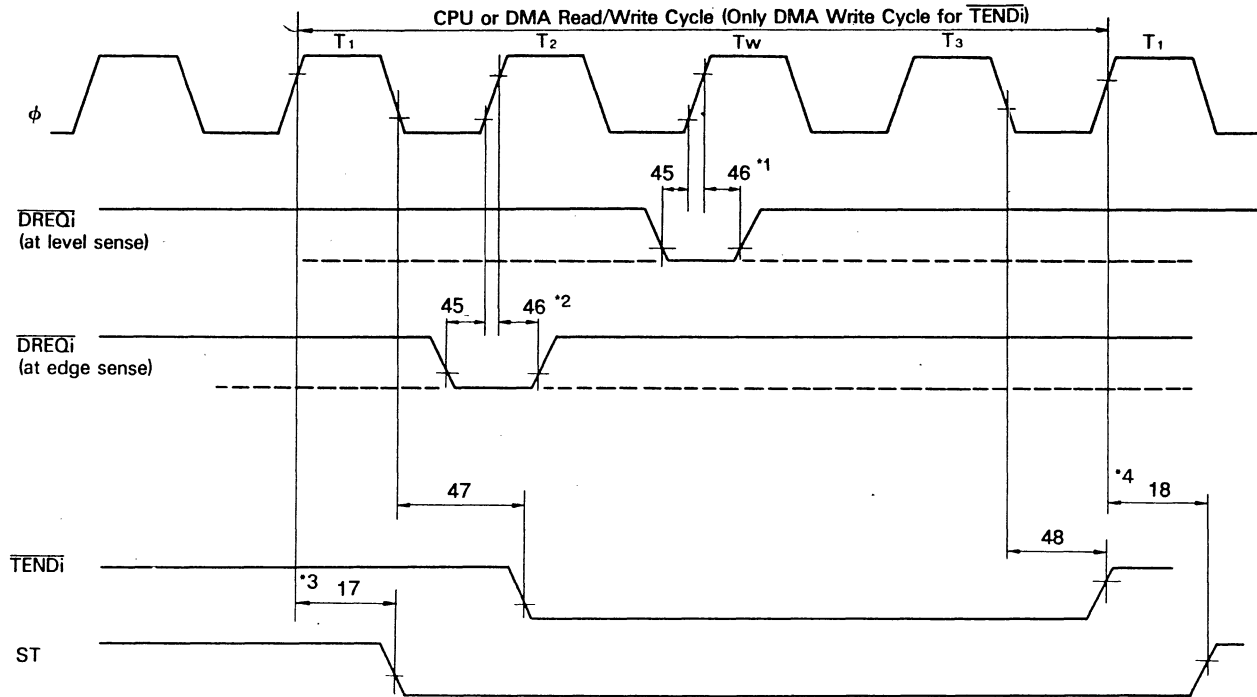 CPU or DMA Read/Write Cycle (Only DMA Write Cycle for TENDi)
T1 T2 TW T3 T1
φ
45 46 *1
DREQi
(at level sense)
45 46 *2
DREQi
(at edge sense)
47 *4 18
48
TENDi
*3 17
ST